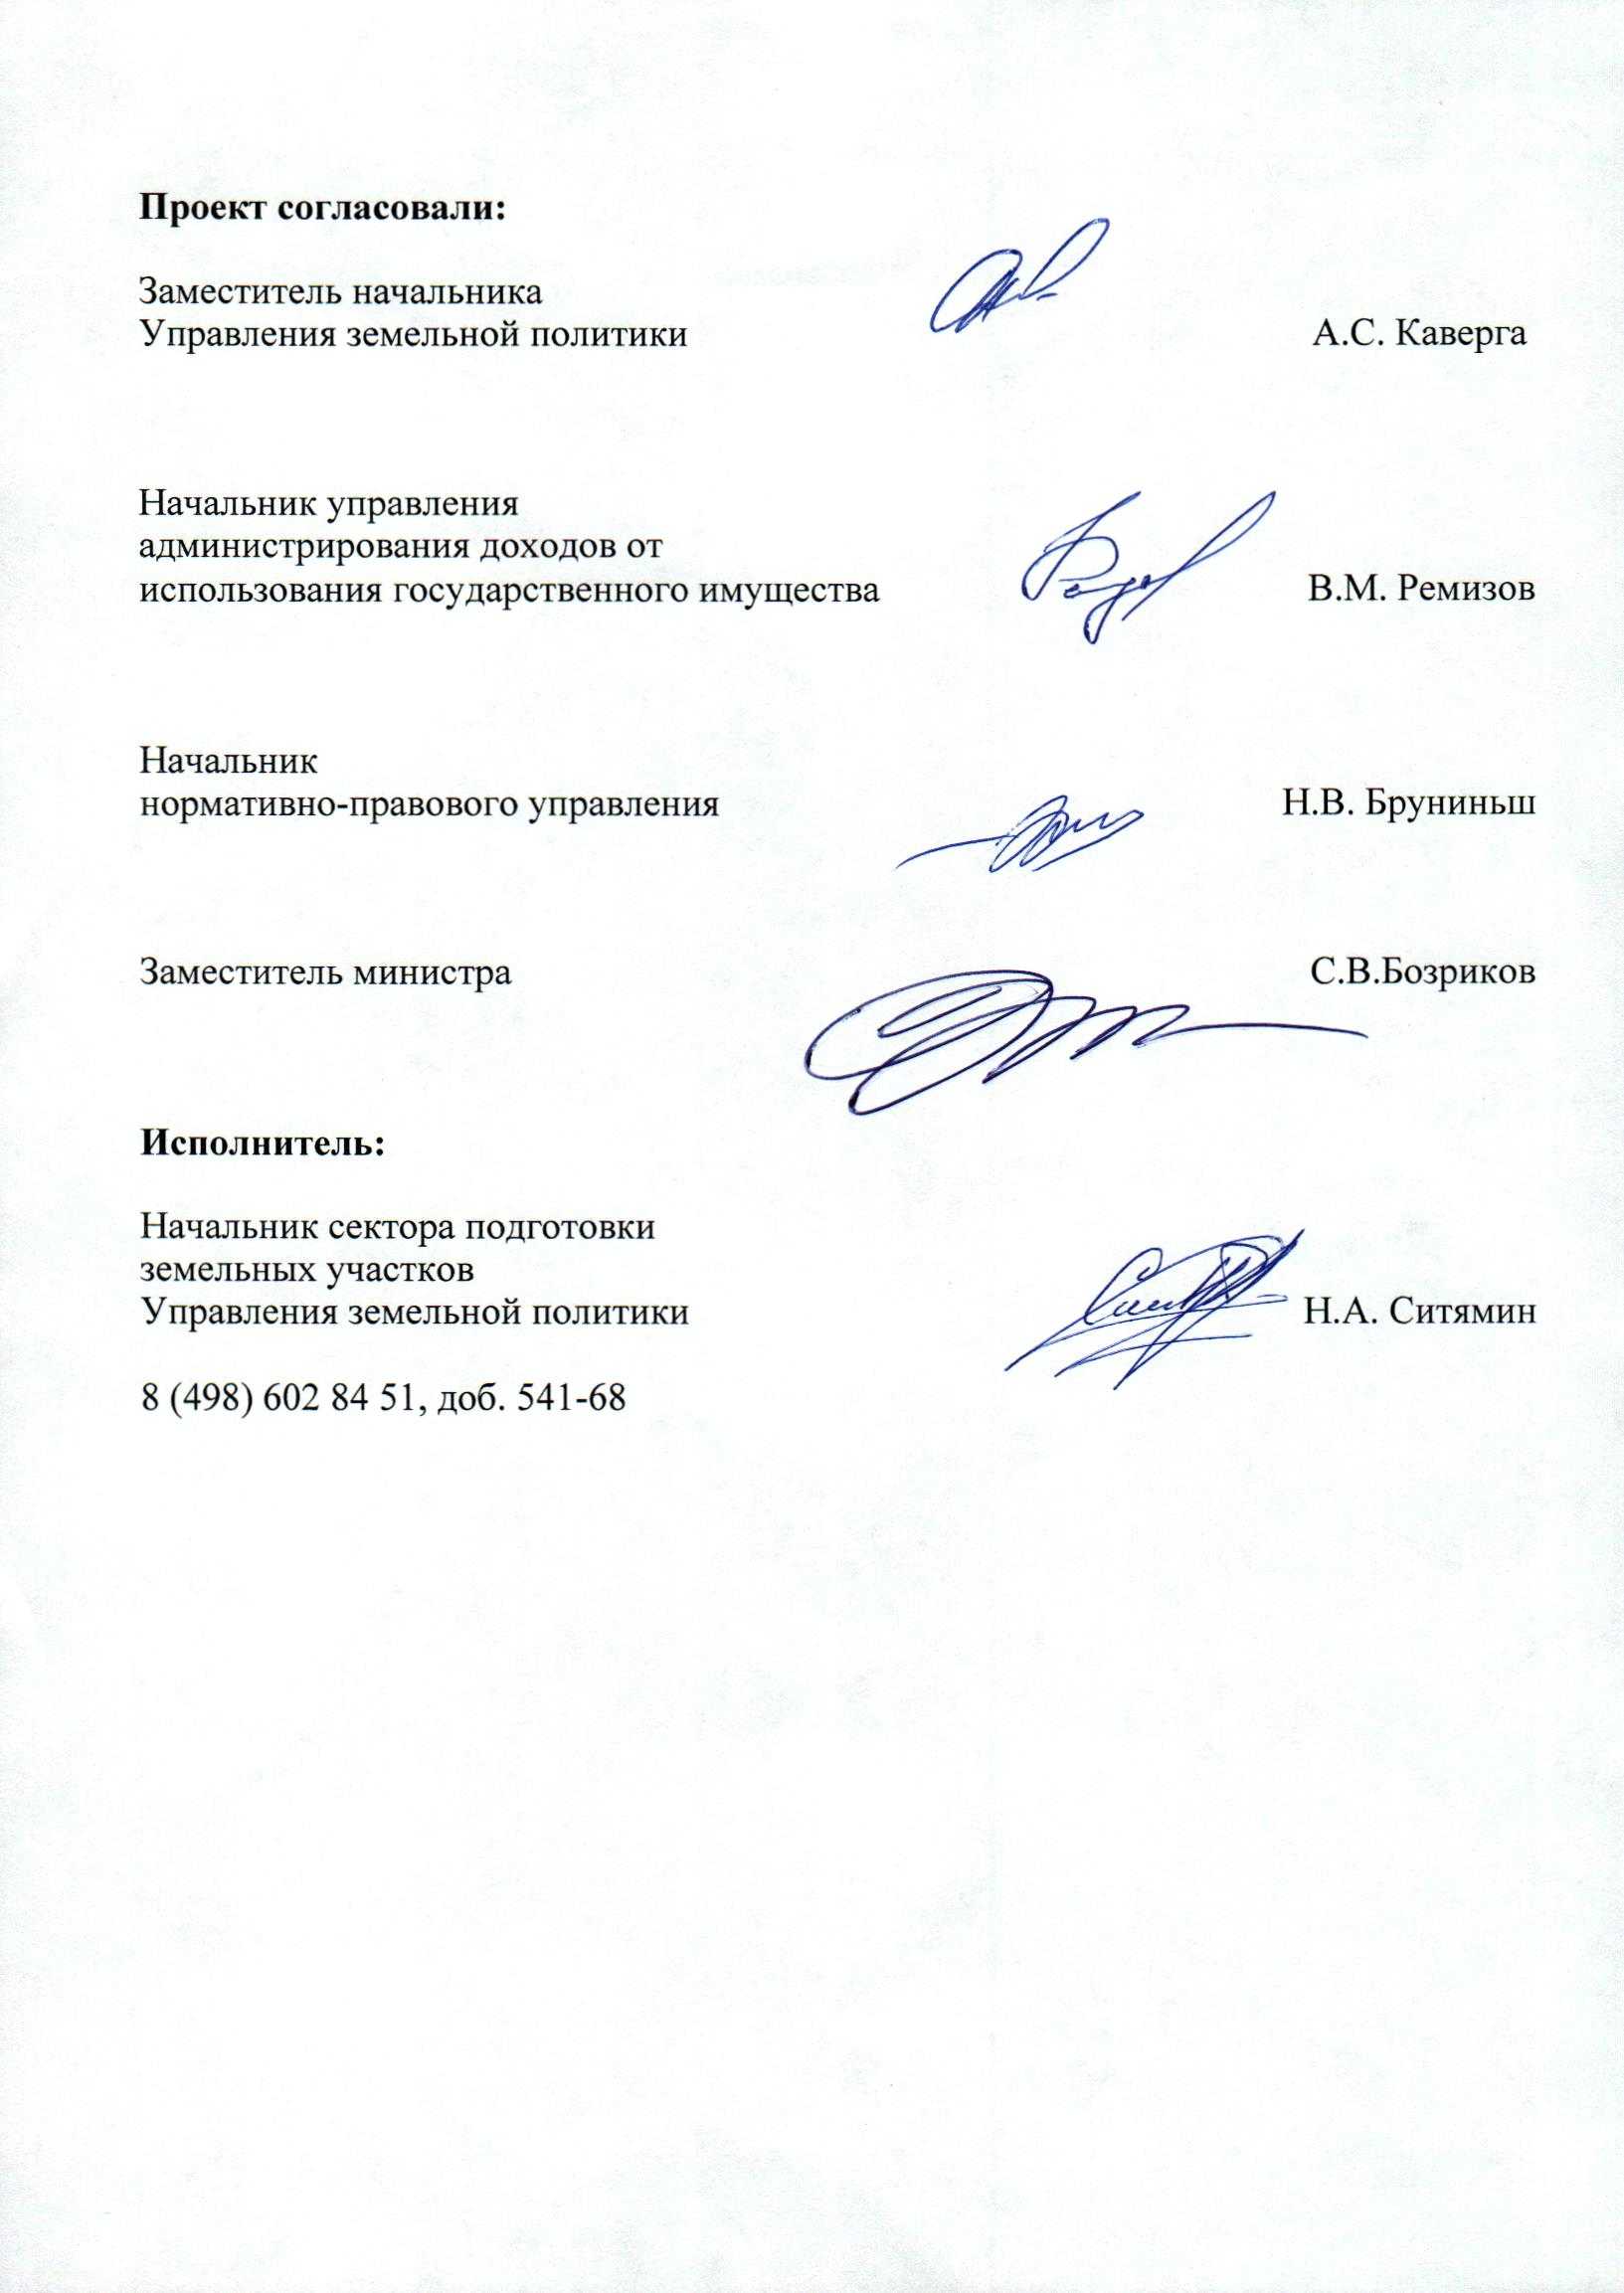 Проект согласовали:
Заместитель начальника
Управления земельной политики А.С. Каверга
Начальник управления
администрирования доходов от
использования государственного имущества В.М. Ремизов
Начальник
нормативно-правового управления Н.В. Бруниньш
Заместитель министра С.В.Бозриков
Исполнитель:
Начальник сектора подготовки
земельных участков
Управления земельной политики Н.А. Ситямин
8 (498) 602 84 51, доб. 541-68